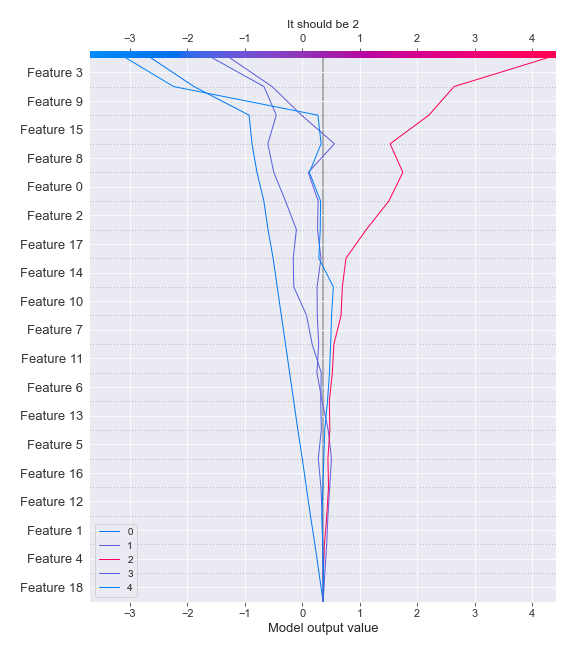 It should be 2
−3 −2 −1 0 1 2 3 4
Feature 3
Feature 9
Feature 15
Feature 8
Feature 0
Feature 2
Feature 17
Feature 14
Feature 10
Feature 7
Feature 11
Feature 6
Feature 13
Feature 5
Feature 16
Feature 12
Feature 1
Feature 4
Feature 18
0
1
2
3
4
−3 −2 −1 0 1 2 3 4
Model output value